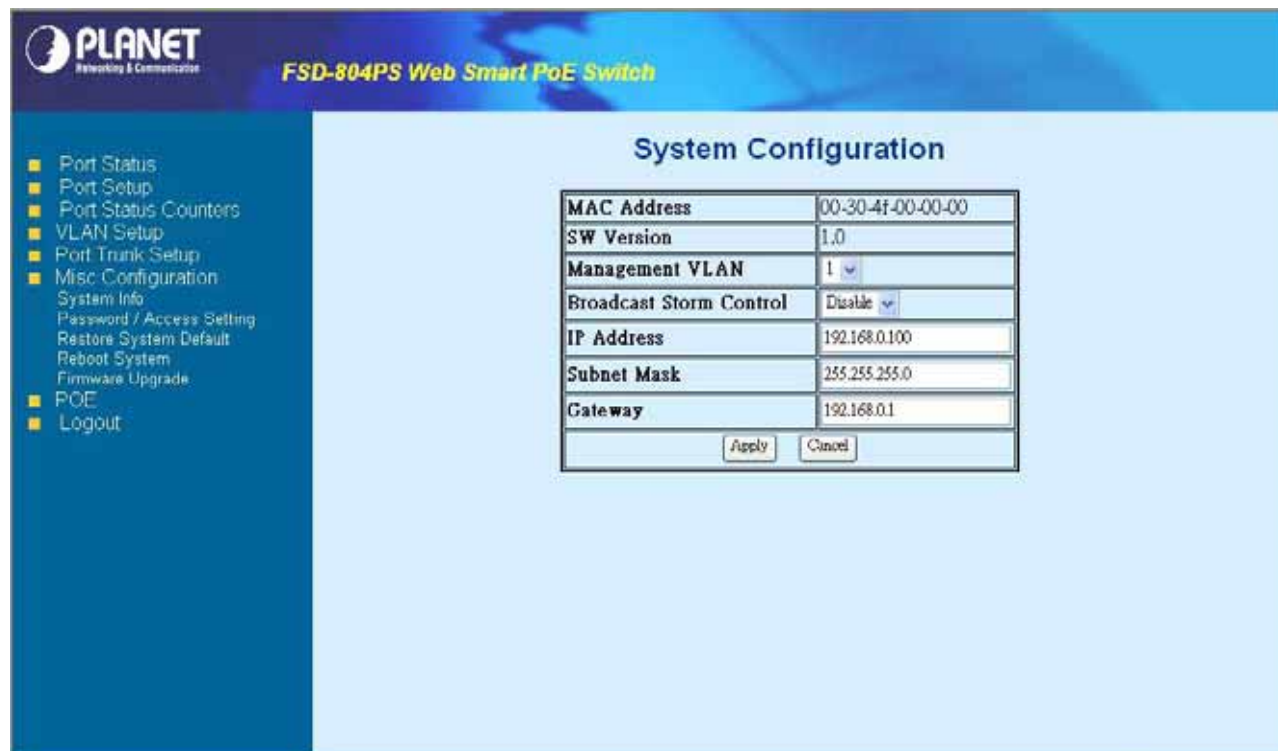 PLANET
Networking & Communication
FSD-804PS Web Smart PoE Switch
Port Status
Port Setup
Port Status Counters
VLAN Setup
Port Trunk Setup
Misc Configuration
System Info
Password / Access Setting
Restore System Default
Reboot System
Firmware Upgrade
POE
Logout
System Configuration
MAC Address 00-30-4f-00-00-00
SW Version 1.0
Management VLAN 1
Broadcast Storm Control Disable
IP Address 192.168.0.100
Subnet Mask 255.255.255.0
Gateway 192.168.0.1
Apply Cancel